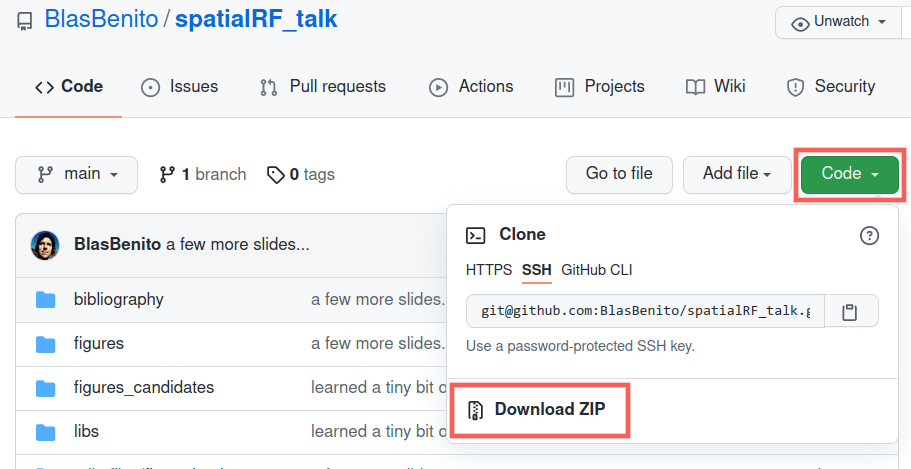 BlasBenito / spatialRF_talk
Unwatch
Code Issues Pull requests Actions Projects Wiki Security
main 1 branch 0 tags Go to file Add file Code
BlasBenito a few more slides...
Clone
HTTPS SSH GitHub CLI
bibliography a few more slides.
git@github.com:BlasBenito/spatialRF_talk.g
figures a few more slides.
Use a password-protected SSH key.
figures_candidates learned a tiny bit o
Download ZIP
libs learned a tiny bit o